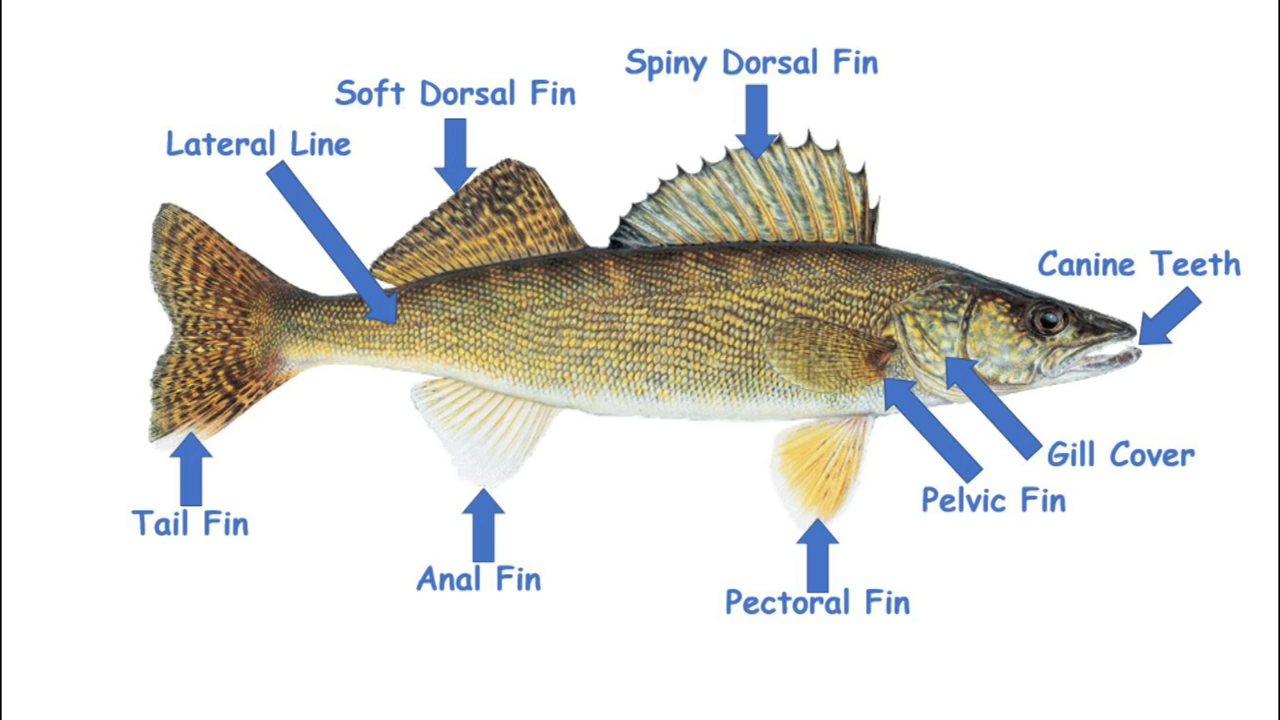 Spiny Dorsal Fin
Soft Dorsal Fin
Lateral Line
Canine Teeth
Gill Cover
Pelvic Fin
Tail Fin
Anal Fin
Pectoral Fin